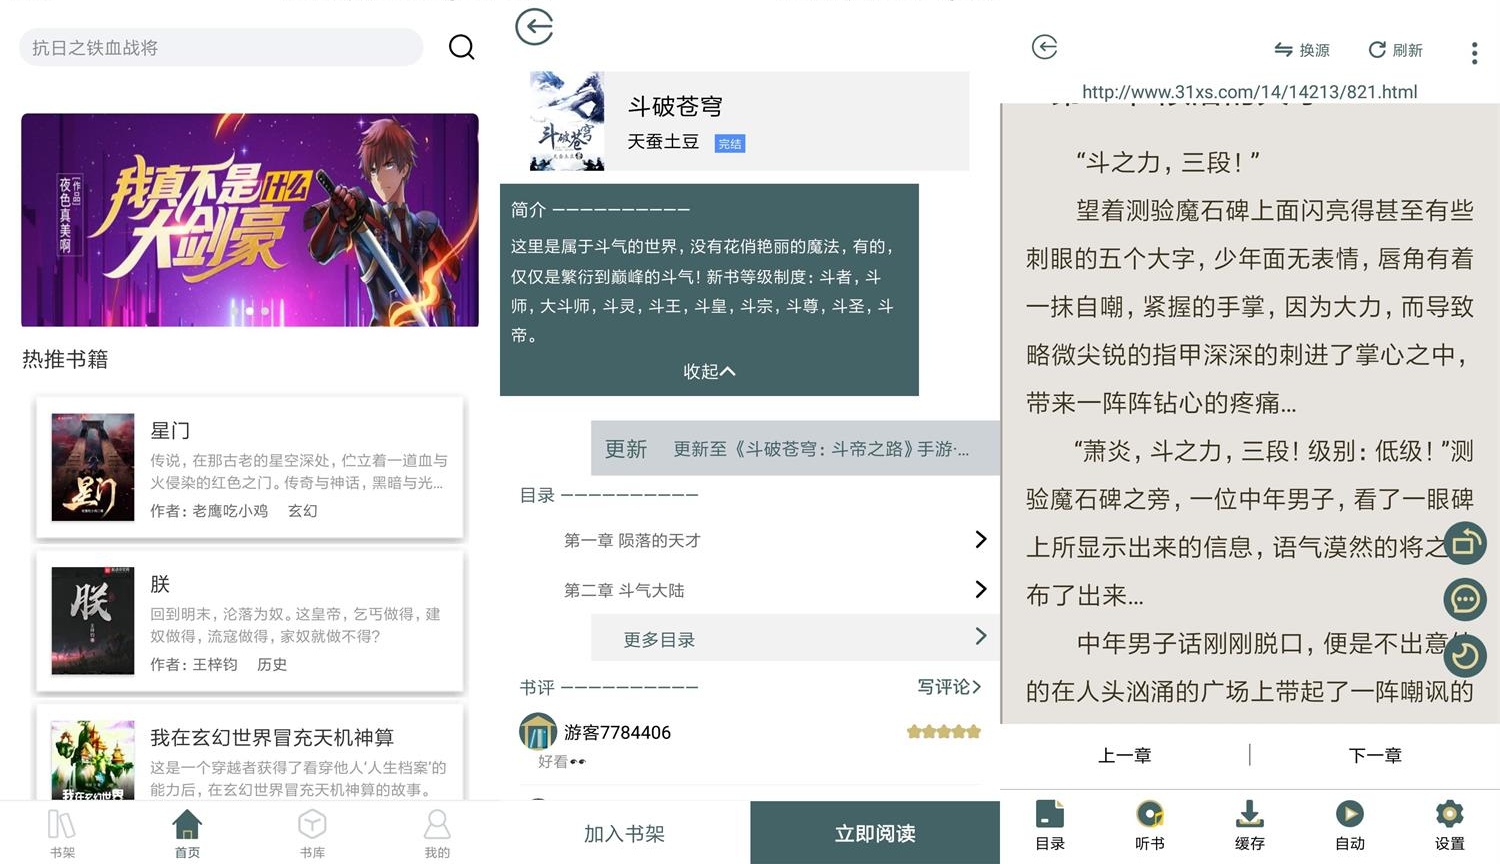 抗日之铁血战将
[作品]
夜色真美啊
我真不是什么
大剑豪
热推书籍
星门
星门
传说，在那古老的星空深处，伫立着一道血与
火侵染的红色之门。传奇与神话，黑暗与光...
作者：老鹰吃小鸡 玄幻
朕
朕
回到明末，沦落为奴。这皇帝，乞丐做得，建
奴做得，流寇做得，家奴就做不得？
作者：王梓钧 历史
我在玄幻世界
我在玄幻世界冒充天机神算
这是一个穿越者获得了看穿他人‘人生档案’的
能力后，在玄幻世界冒充天机神算的故事。
书架
首页
书库
我的
斗破苍穹
天蚕土豆
斗破苍穹
天蚕土豆 完结
简介 ——————————
这里是属于斗气的世界，没有花俏艳丽的魔法，有的，
仅仅是繁衍到巅峰的斗气！新书等级制度：斗者，斗
师，大斗师，斗灵，斗王，斗皇，斗宗，斗尊，斗圣，斗
帝。
收起
更新 更新至《斗破苍穹：斗帝之路》手游·...
目录 ——————————
第一章 陨落的天才
第二章 斗气大陆
更多目录
书评 ——————————
写评论
游客7784406
好看
加入书架
立即阅读
换源
刷新
http://www.31xs.com/14/14213/821.html
“斗之力，三段！”
望着测验魔石碑上面闪亮得甚至有些
刺眼的五个大字，少年面无表情，唇角有着
一抹自嘲，紧握的手掌，因为大力，而导致
略微尖锐的指甲深深的刺进了掌心之中，
带来一阵阵钻心的疼痛...
“萧炎，斗之力，三段！级别：低级！”测
验魔石碑之旁，一位中年男子，看了一眼碑
上所显示出来的信息，语气漠然的将之
布了出来...
中年男子话刚刚脱口，便是不出意
的在人头汹涌的广场上带起了一阵嘲讽的
上一章 | 下一章
目录
听书
缓存
自动
设置